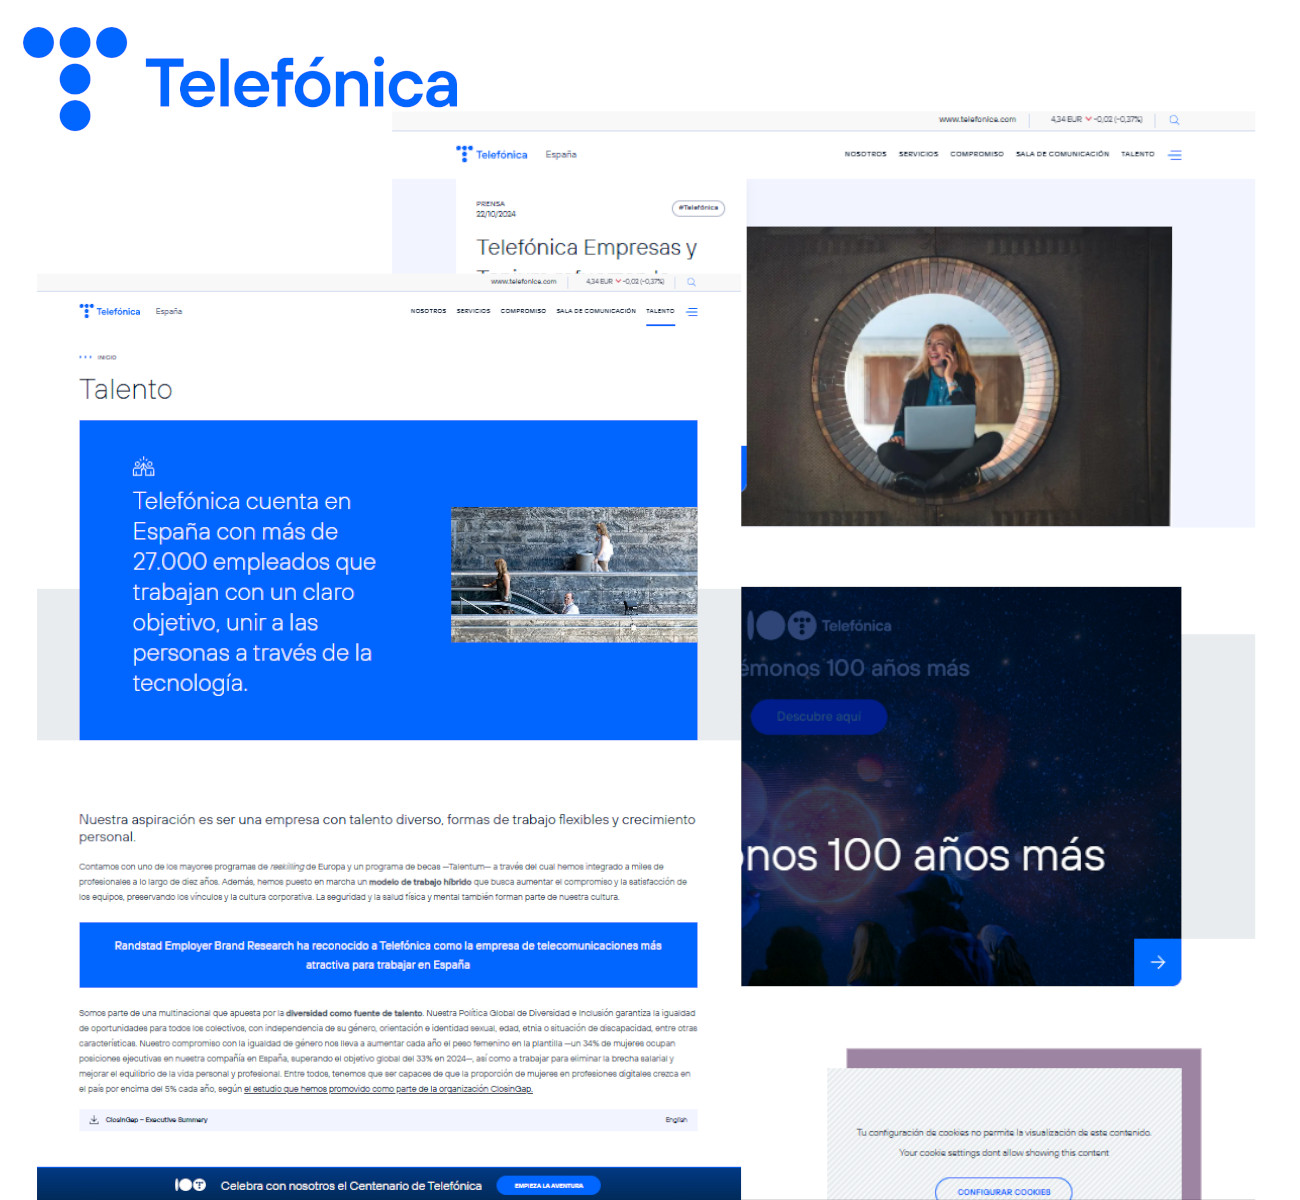 Telefónica
www.telefonica.com
4,34 EUR -0,02 (-0,37%)
Telefónica España
NOSOTROS SERVICIOS COMPROMISO SALA DE COMUNICACIÓN TALENTO
PRENSA
22/10/2024
#Telefónica
Telefónica Empresas y
www.telefonica.com
4,34 EUR -0,02 (-0,37%)
Telefónica España
NOSOTROS SERVICIOS COMPROMISO SALA DE COMUNICACIÓN TALENTO
INICIO
Talento
Telefónica cuenta en
España con más de
27.000 empleados que
trabajan con un claro
objetivo, unir a las
personas a través de la
tecnología.
Nuestra aspiración es ser una empresa con talento diverso, formas de trabajo flexibles y crecimiento
personal.
Contamos con uno de los mayores programas de reskilling de Europa y un programa de becas —Talentum— a través del cual hemos integrado a miles de
profesionales a lo largo de diez años. Además, hemos puesto en marcha un modelo de trabajo híbrido que busca aumentar el compromiso y la satisfacción de
los equipos, preservando los vínculos y la cultura corporativa. La seguridad y la salud física y mental también forman parte de nuestra cultura.
Randstad Employer Brand Research ha reconocido a Telefónica como la empresa de telecomunicaciones más
atractiva para trabajar en España
Somos parte de una multinacional que apuesta por la diversidad como fuente de talento. Nuestra Política Global de Diversidad e Inclusión garantiza la igualdad
de oportunidades para todos los colectivos, con independencia de su género, orientación e identidad sexual, edad, etnia o situación de discapacidad, entre otras
características. Nuestro compromiso con la igualdad de género nos lleva a aumentar cada año el peso femenino en la plantilla —un 34% de mujeres ocupan
posiciones ejecutivas en nuestra compañía en España, superando el objetivo global del 33% en 2024—, así como a trabajar para eliminar la brecha salarial y
mejorar el equilibrio de la vida personal y profesional. Entre todos, tenemos que ser capaces de que la proporción de mujeres en profesiones digitales crezca en
el país por encima del 5% cada año, según el estudio que hemos promovido como parte de la organización ClosinGap.
ClosinGap – Executive Summary English
100 Celebra con nosotros el Centenario de Telefónica EMPIEZA LA AVENTURA
100 Telefónica
émonos 100 años más
Descubre aquí
nos 100 años más
Tu configuración de cookies no permite la visualización de este contenido.
Your cookie settings dont allow showing this content
CONFIGURAR COOKIES